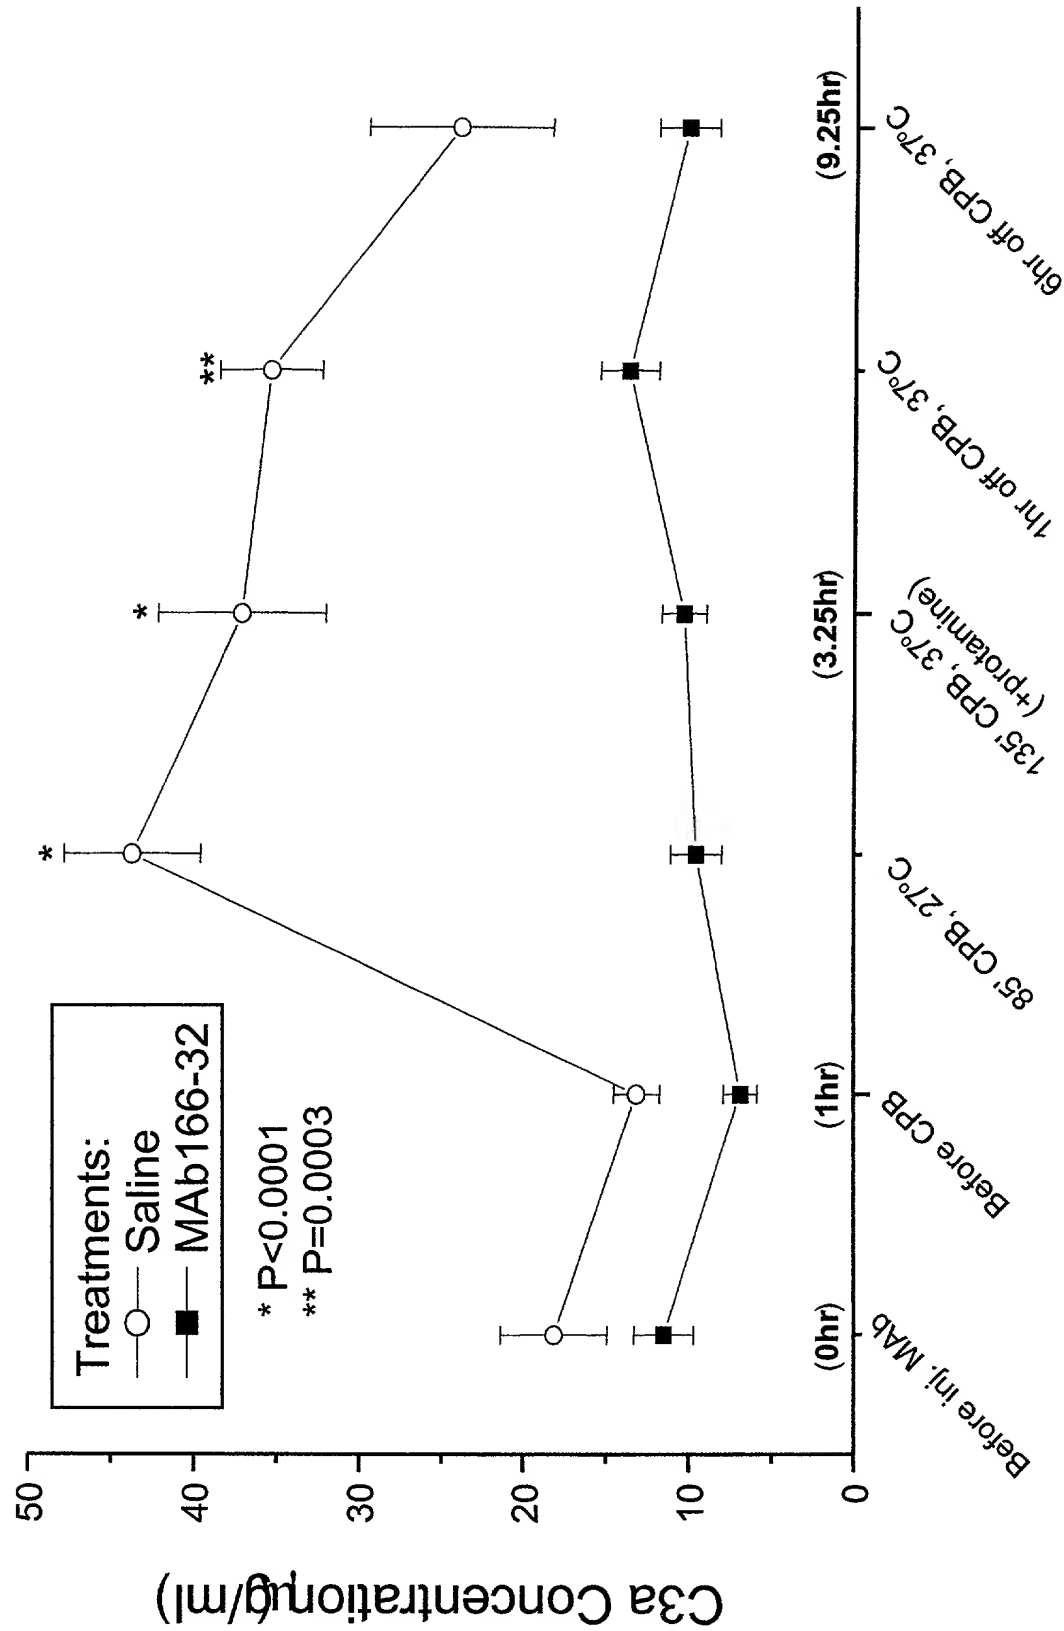 Treatments:
Saline
MAb166-32
* P<0.0001
** P=0.0003
C3a Concentration(µg/ml)
50
40
30
20
10
0
*
*
**
(0hr)
(1hr)
(3.25hr)
(9.25hr)
Before inj. MAb
Before CPB
85' CPB, 27°C
135' CPB, 37°C
(+protamine)
1hr off CPB, 37°C
6hr off CPB, 37°C